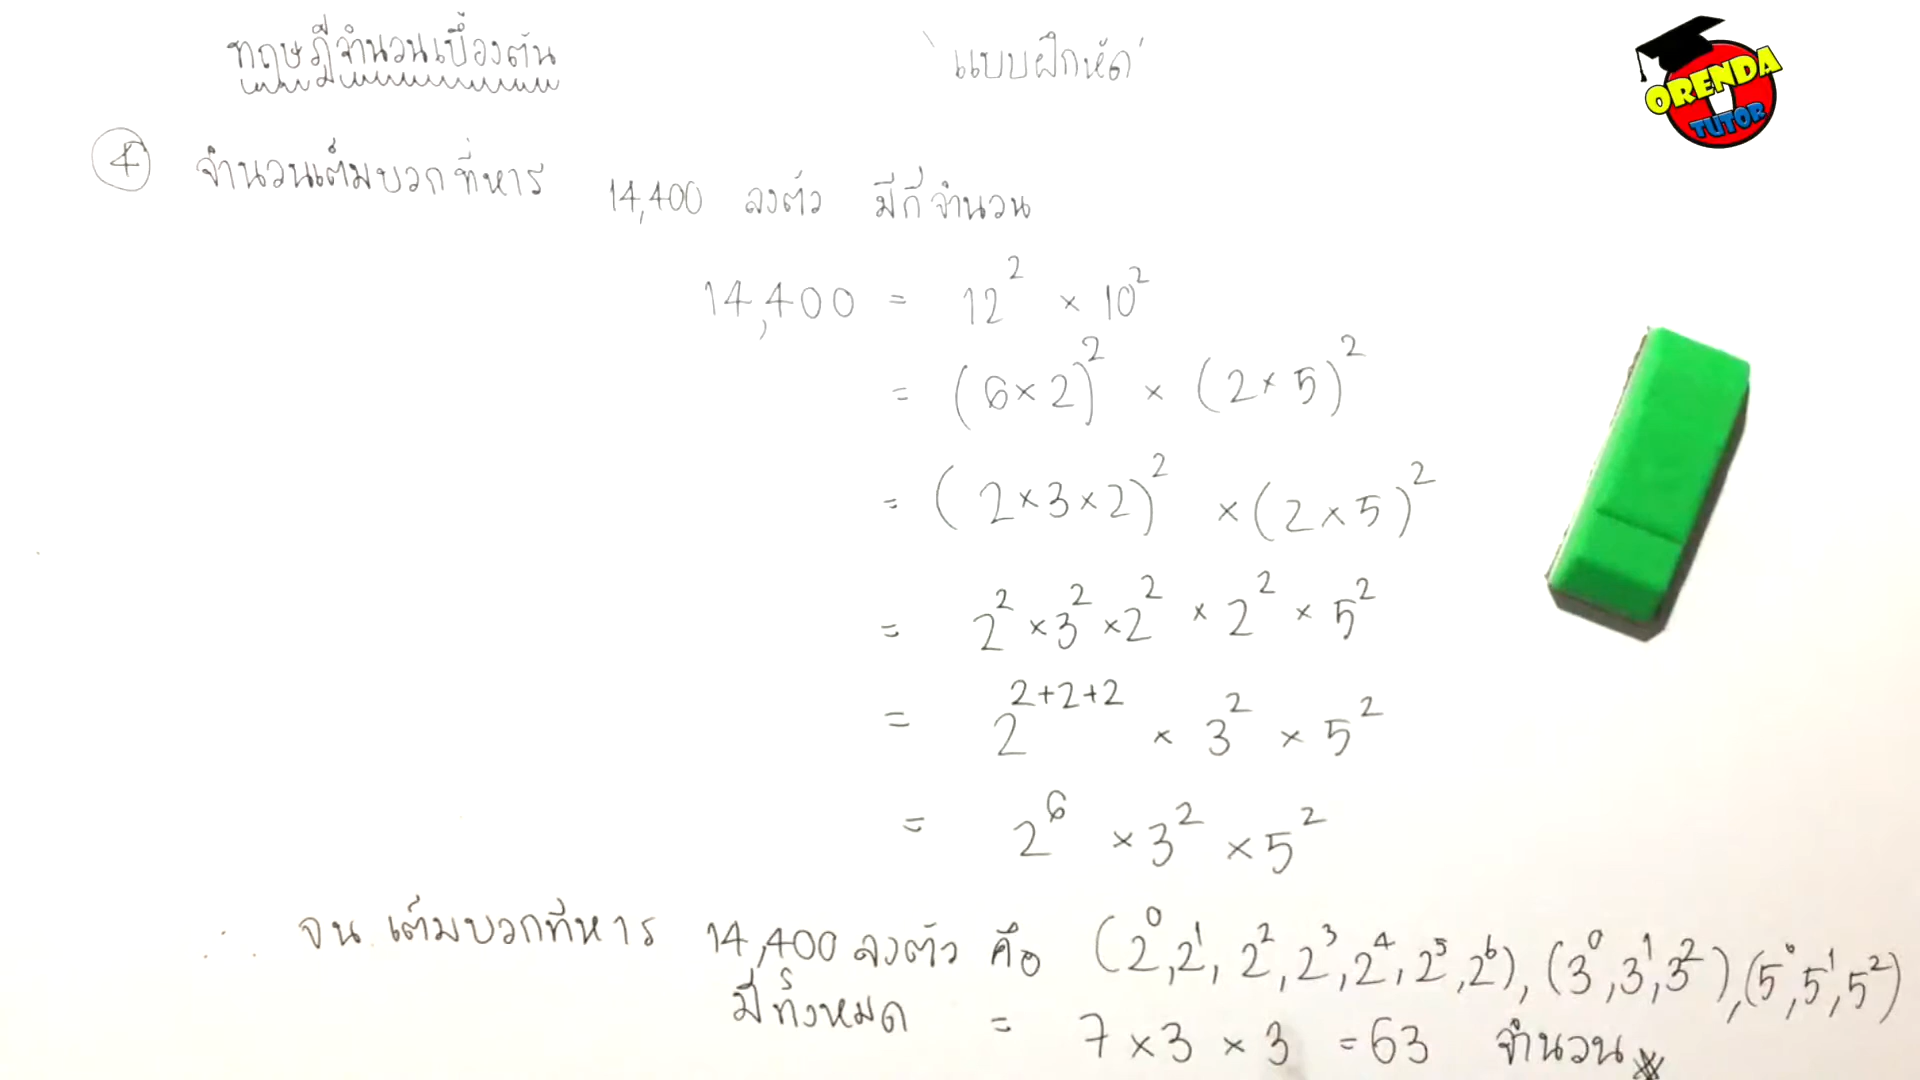 ทฤษฎีจำนวนเบื้องต้น
'แบบฝึกหัด'
ORENDA
TUTOR
④ จำนวนเต็มบวกที่หาร 14,400 ลงตัว มีกี่จำนวน
14,400 = 12² × 10²
= (6×2)² × (2×5)²
= (2×3×2)² × (2×5)²
= 2² × 3² × 2² × 2² × 5²
= 2²⁺²⁺² × 3² × 5²
= 2⁶ × 3² × 5²
∴ จน. เต็มบวกที่หาร 14,400 ลงตัว คือ (2⁰, 2¹, 2², 2³, 2⁴, 2⁵, 2⁶), (3⁰, 3¹, 3²), (5⁰, 5¹, 5²)
มีทั้งหมด = 7 × 3 × 3 = 63 จำนวน